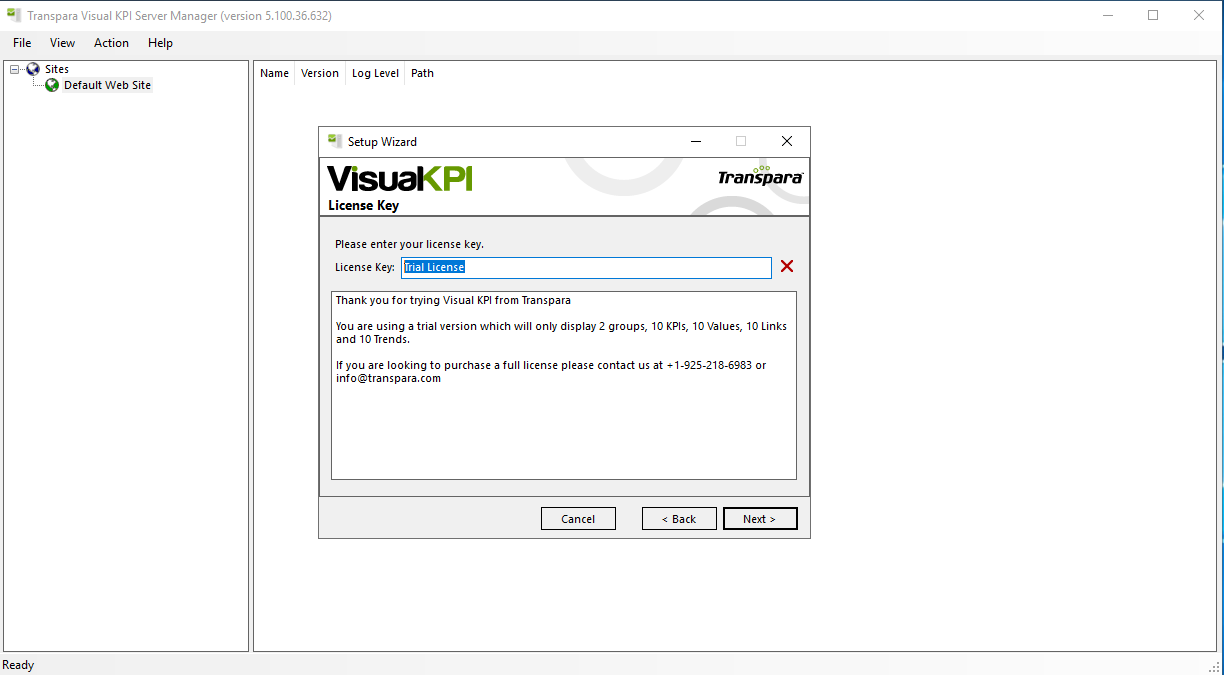 Transpara Visual KPI Server Manager (version 5.100.36.632)
File View Action Help
Sites
Default Web Site
Name Version Log Level Path
Setup Wizard
VisualKPI
Transpara
License Key
Please enter your license key.
License Key: Trial License
Thank you for trying Visual KPI from Transpara
You are using a trial version which will only display 2 groups, 10 KPIs, 10 Values, 10 Links
and 10 Trends.
If you are looking to purchase a full license please contact us at +1-925-218-6983 or
info@transpara.com
Cancel < Back Next >
Ready